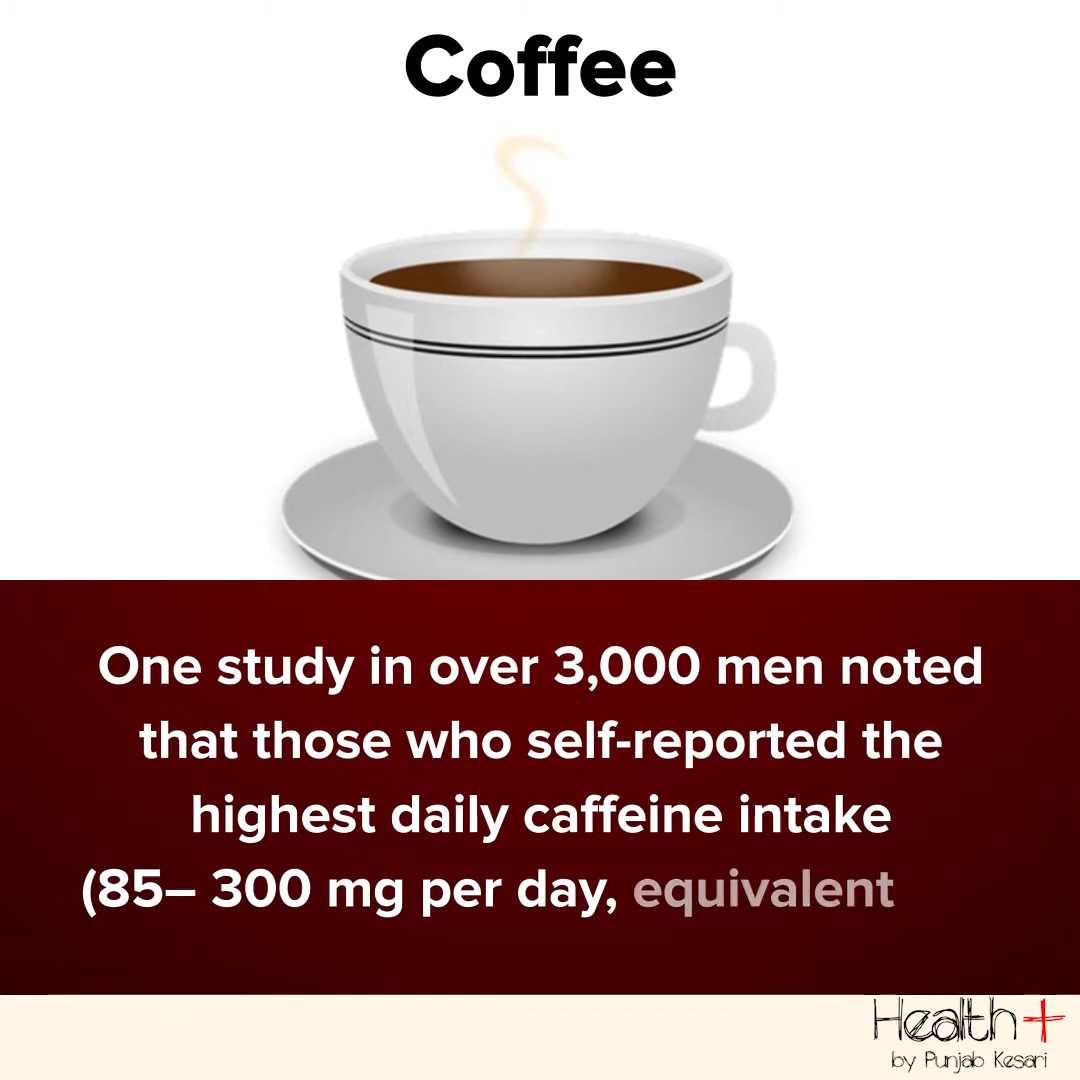 Coffee
One study in over 3,000 men noted
that those who self-reported the
highest daily caffeine intake
(85– 300 mg per day, equivalent
Health+
by Punjab Kesari